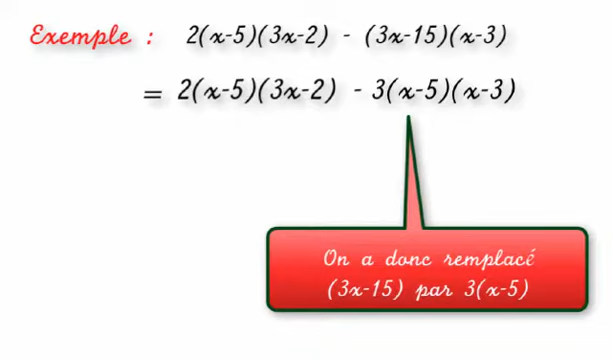 Exemple : 2(x-5)(3x-2) - (3x-15)(x-3)
= 2(x-5)(3x-2) - 3(x-5)(x-3)
On a donc remplacé
(3x-15) par 3(x-5)